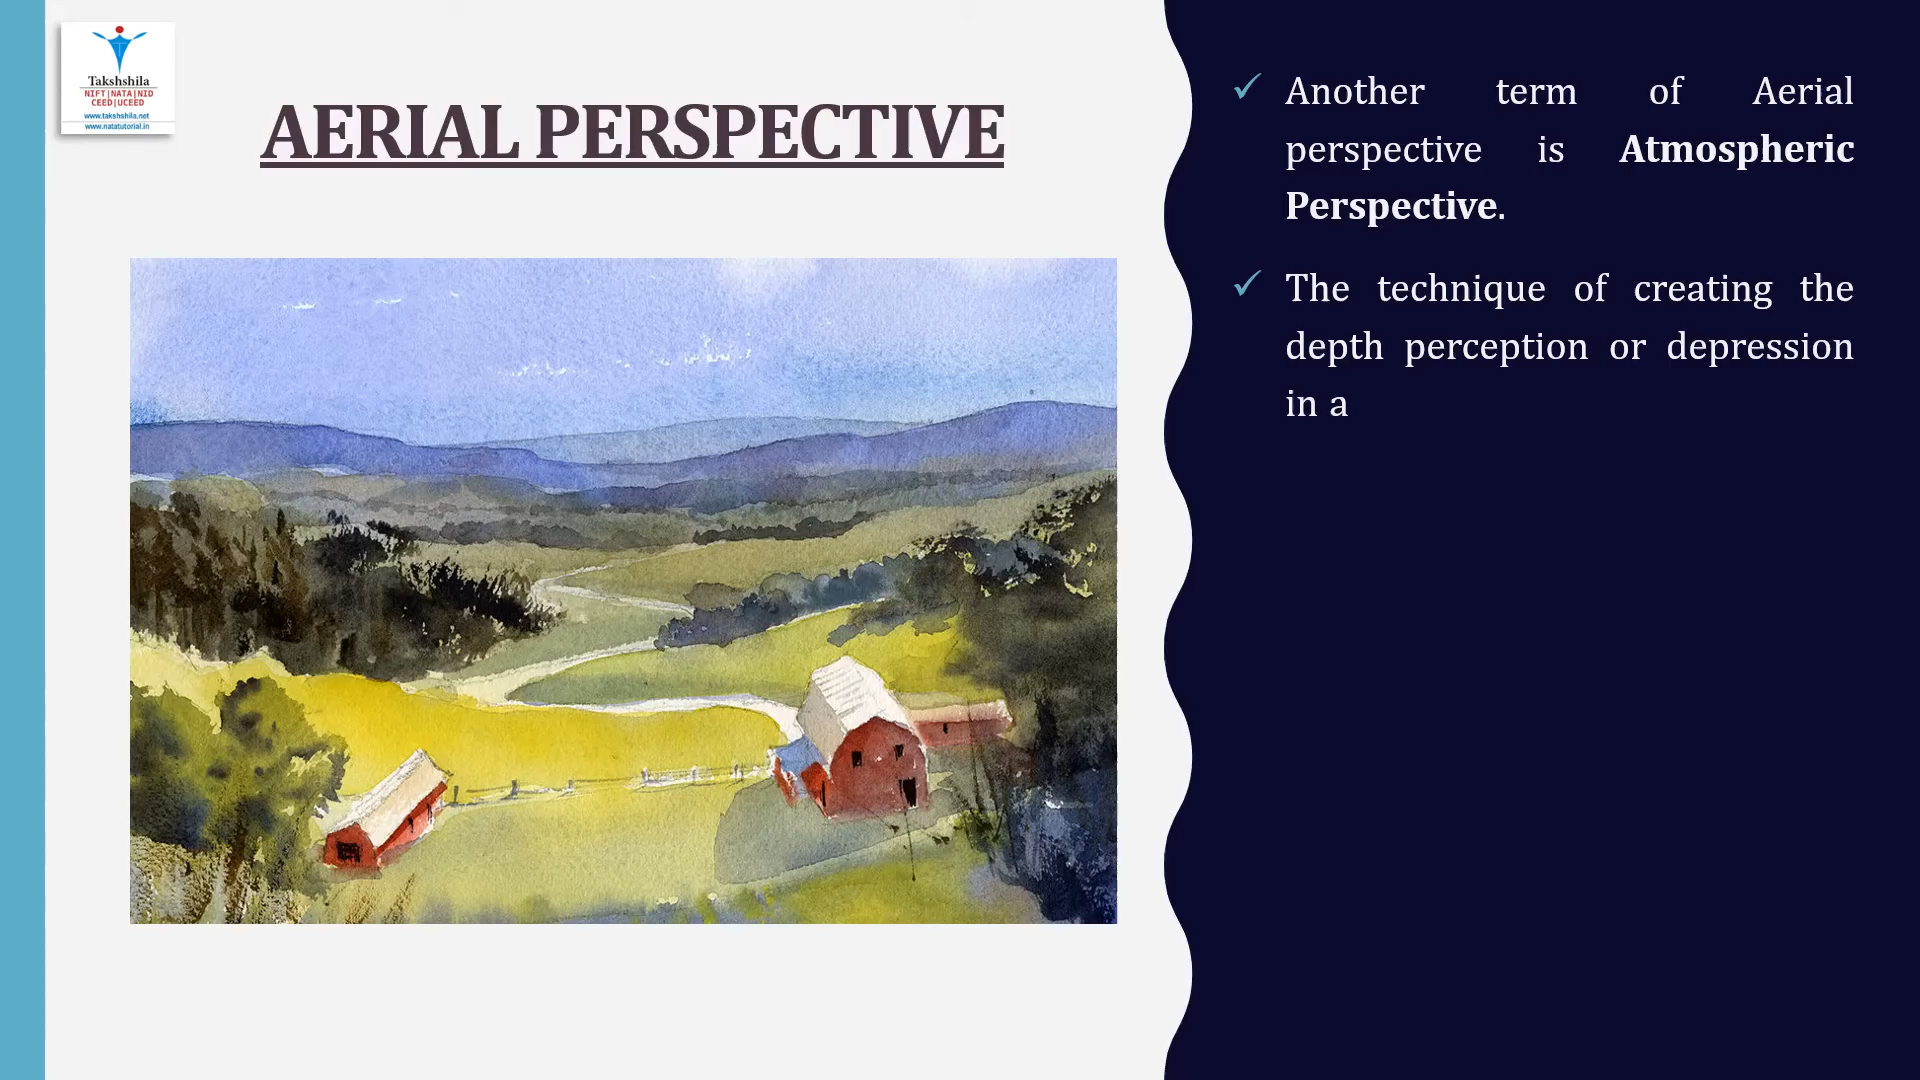 Takshshila
NIFT|NATA|NID
CEED|UCEED
www.takshshila.net
www.natatutorial.in
AERIAL PERSPECTIVE
✓ Another term of Aerial
perspective is Atmospheric
Perspective.
✓ The technique of creating the
depth perception or depression
in a